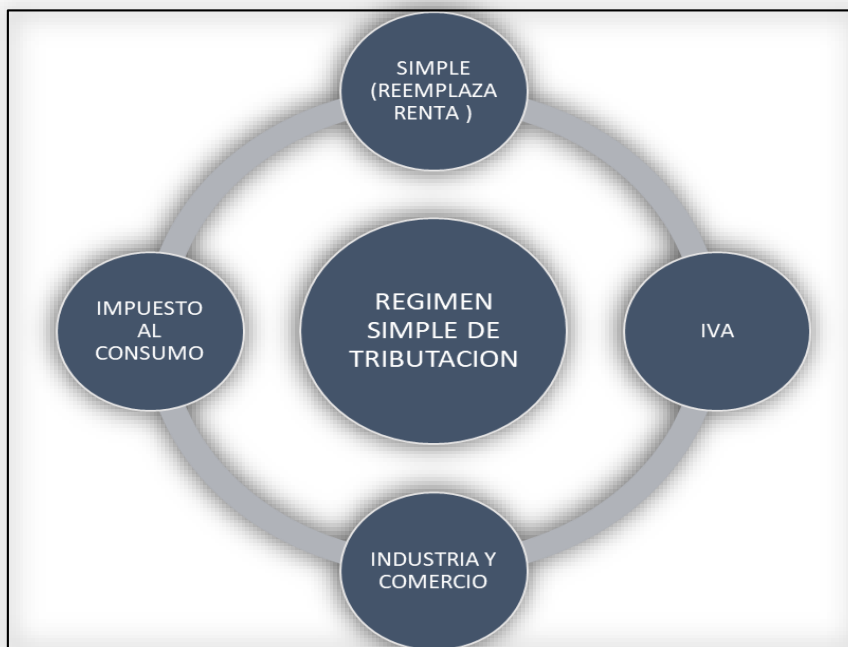 SIMPLE
(REEMPLAZA
RENTA )
IMPUESTO
AL
CONSUMO
REGIMEN
SIMPLE DE
TRIBUTACION
IVA
INDUSTRIA Y
COMERCIO